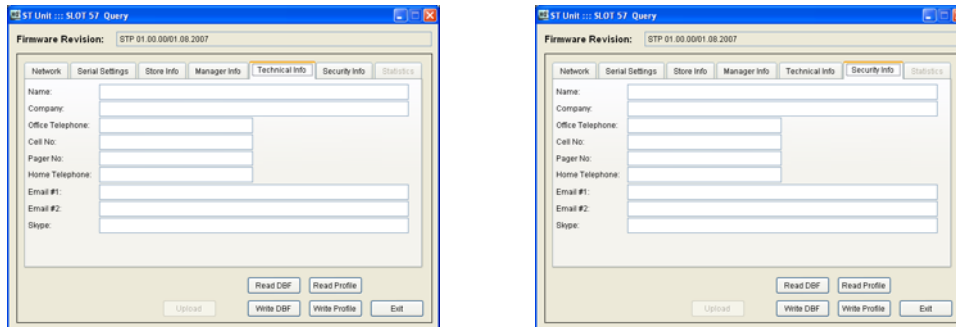 ST Unit ::: SLOT 57 Query
Firmware Revision: STP 01.00.00/01.08.2007
Network Serial Settings Store Info Manager Info Technical Info Security Info Statistics
Name:
Company:
Office Telephone:
Cell No:
Pager No:
Home Telephone:
Email #1:
Email #2:
Skype:
Read DBF Read Profile
Upload Write DBF Write Profile Exit
ST Unit ::: SLOT 57 Query
Firmware Revision: STP 01.00.00/01.08.2007
Network Serial Settings Store Info Manager Info Technical Info Security Info Statistics
Name:
Company:
Office Telephone:
Cell No:
Pager No:
Home Telephone:
Email #1:
Email #2:
Skype:
Read DBF Read Profile
Upload Write DBF Write Profile Exit